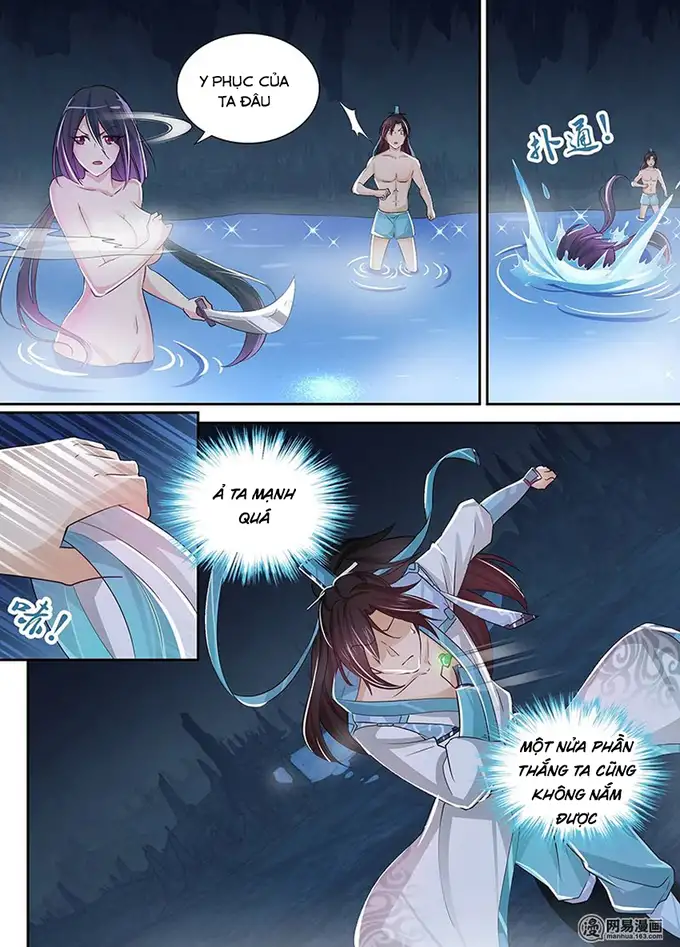 Y PHỤC CỦA
TA ĐÂU
扑通!
Ả TA MẠNH
QUÁ
嗒!
MỘT NỬA PHẦN
THẮNG TA CŨNG
KHÔNG NẮM
ĐƯỢC
网易漫画
manhua.163.com